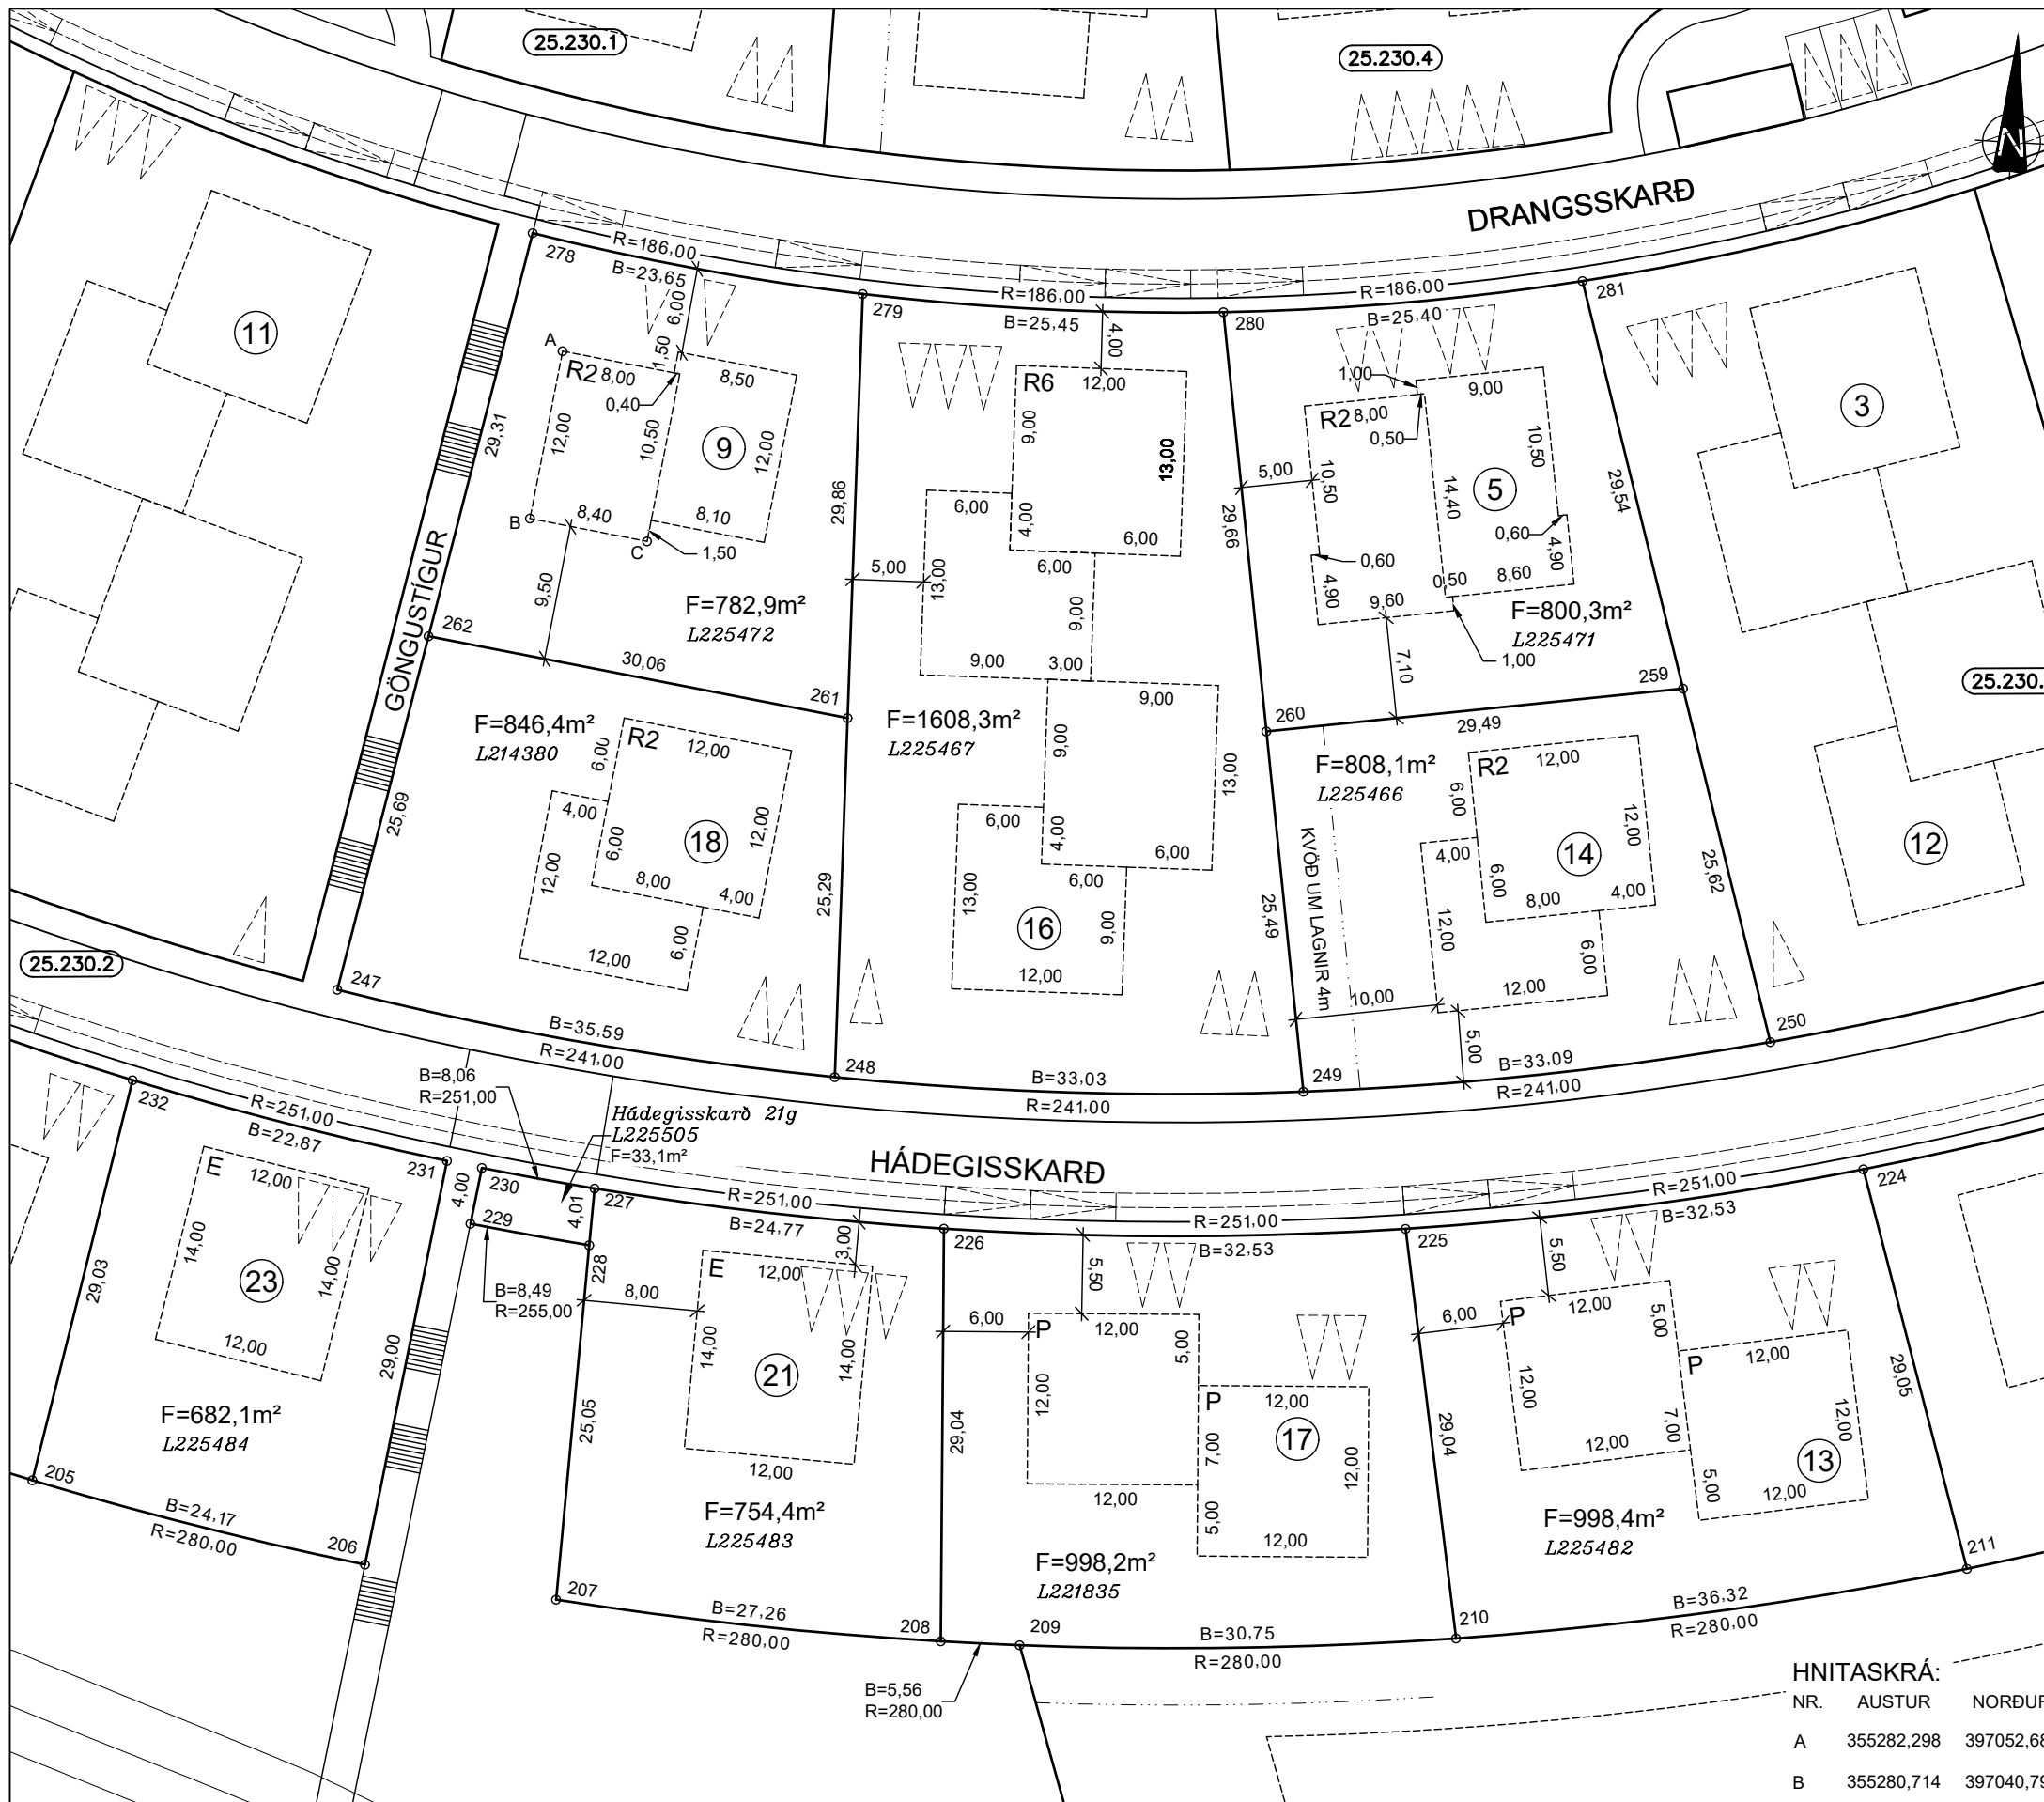 25.230.1
25.230.4
DRANGSSKARÐ
N
R=186,00
B=23,65
R=186,00
B=25,45
R=186,00
B=25,40
278
279
280
281
11
GÖNGUSTÍGUR
29,31
A
B
C
R2
8,00
6,00
1,50
0,40
8,50
12,00
10,50
12,00
9
8,40
8,10
1,50
9,50
F=782,9m²
L225472
29,86
262
30,06
261
4,00
R6
12,00
9,00
13,00
6,00
4,00
6,00
6,00
5,00
13,00
9,00
9,00
3,00
9,00
F=1608,3m²
L225467
9,00
13,00
6,00
4,00
6,00
6,00
13,00
6,00
16
12,00
29,66
5,00
R2
8,00
1,00
0,50
9,00
10,50
14,40
10,50
5
0,60
0,60
4,90
4,90
0,50
8,60
9,60
1,00
7,10
F=800,3m²
L225471
29,54
3
260
29,49
259
25.230.
F=846,4m²
L214380
R2
12,00
6,00
4,00
6,00
12,00
12,00
18
8,00
4,00
6,00
12,00
25,69
25,29
F=808,1m²
L225466
R2
12,00
6,00
4,00
6,00
12,00
12,00
14
8,00
4,00
6,00
12,00
KVÖÐ UM LAGNIR 4m
10,00
5,00
25,49
25,62
12
25.230.2
247
248
249
250
B=35,59
R=241,00
B=33,03
R=241,00
B=33,09
R=241,00
HÁDEGISSKARÐ
B=8,06
R=251,00
Hádegisskarð 21g
L225505
F=33,1m²
232
R=251,00
B=22,87
231
4,00
230
229
4,01
227
228
B=8,49
R=255,00
E
12,00
14,00
14,00
23
12,00
29,03
29,00
F=682,1m²
L225484
205
B=24,17
R=280,00
206
R=251,00
B=24,77
3,00
8,00
E
12,00
14,00
14,00
21
12,00
25,05
F=754,4m²
L225483
207
B=27,26
R=280,00
208
226
R=251,00
B=32,53
5,50
6,00
P
12,00
5,00
12,00
P
12,00
7,00
17
12,00
12,00
5,00
12,00
29,04
F=998,2m²
L221835
209
B=5,56
R=280,00
B=30,75
R=280,00
210
225
R=251,00
B=32,53
224
5,50
6,00
P
12,00
5,00
12,00
P
12,00
7,00
12,00
12,00
13
5,00
12,00
29,04
29,05
F=998,4m²
L225482
B=36,32
R=280,00
211
HNITASKRÁ:
NR. AUSTUR NORÐUR
A 355282,298 397052,68
B 355280,714 397040,79